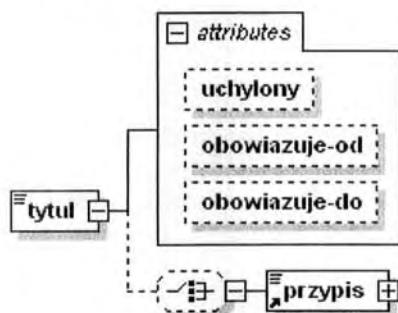 attributes
uchylony
obowiazuje-od
obowiazuje-do
tytul
przypis